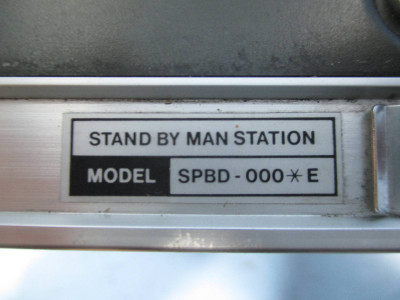 STAND BY MAN STATION
MODEL SPBD-000*E